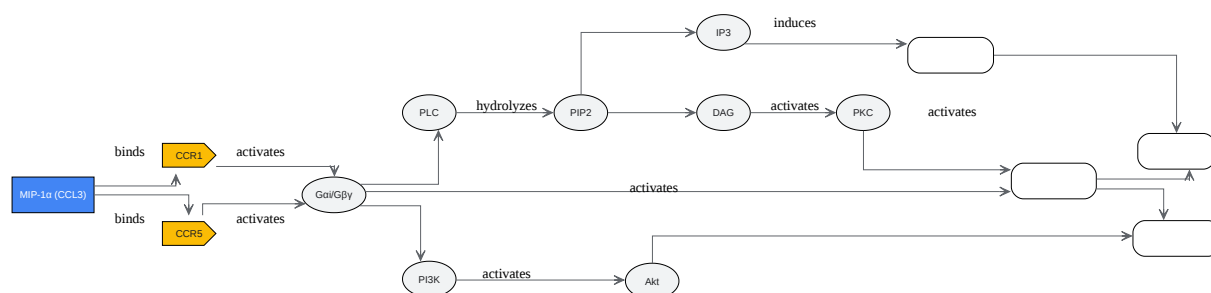 induces
IP3
hydrolyzes
activates
activates
PLC
PIP2
DAG
PKC
binds
CCR1
activates
MIP-1α (CCL3)
Gαi/Gβγ
activates
binds
CCR5
activates
PI3K
activates
Akt